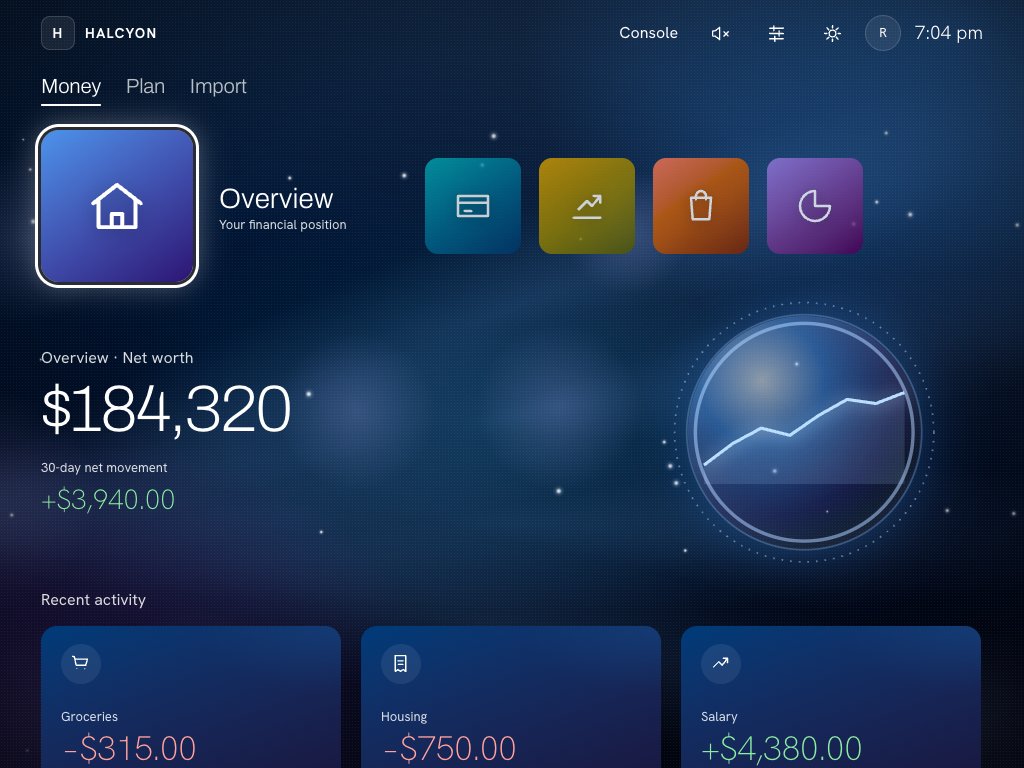 H HALCYON Console R 7:04 pm
Money Plan Import
Overview
Your financial position
Overview · Net worth
$184,320
30-day net movement
+$3,940.00
Recent activity
Groceries Housing Salary
−$315.00 −$750.00 +$4,380.00